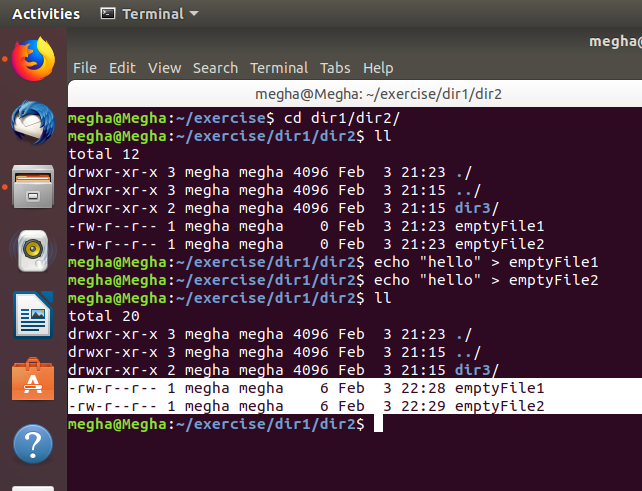 Activities Terminal
megha@
File Edit View Search Terminal Tabs Help
megha@Megha: ~/exercise/dir1/dir2
megha@Megha:~/exercise$ cd dir1/dir2/
megha@Megha:~/exercise/dir1/dir2$ ll
total 12
drwxr-xr-x 3 megha megha 4096 Feb  3 21:23 ./
drwxr-xr-x 3 megha megha 4096 Feb  3 21:15 ../
drwxr-xr-x 2 megha megha 4096 Feb  3 21:15 dir3/
-rw-r--r-- 1 megha megha    0 Feb  3 21:23 emptyFile1
-rw-r--r-- 1 megha megha    0 Feb  3 21:23 emptyFile2
megha@Megha:~/exercise/dir1/dir2$ echo "hello" > emptyFile1
megha@Megha:~/exercise/dir1/dir2$ echo "hello" > emptyFile2
megha@Megha:~/exercise/dir1/dir2$ ll
total 20
drwxr-xr-x 3 megha megha 4096 Feb  3 21:23 ./
drwxr-xr-x 3 megha megha 4096 Feb  3 21:15 ../
drwxr-xr-x 2 megha megha 4096 Feb  3 21:15 dir3/
-rw-r--r-- 1 megha megha    6 Feb  3 22:28 emptyFile1
-rw-r--r-- 1 megha megha    6 Feb  3 22:29 emptyFile2
megha@Megha:~/exercise/dir1/dir2$